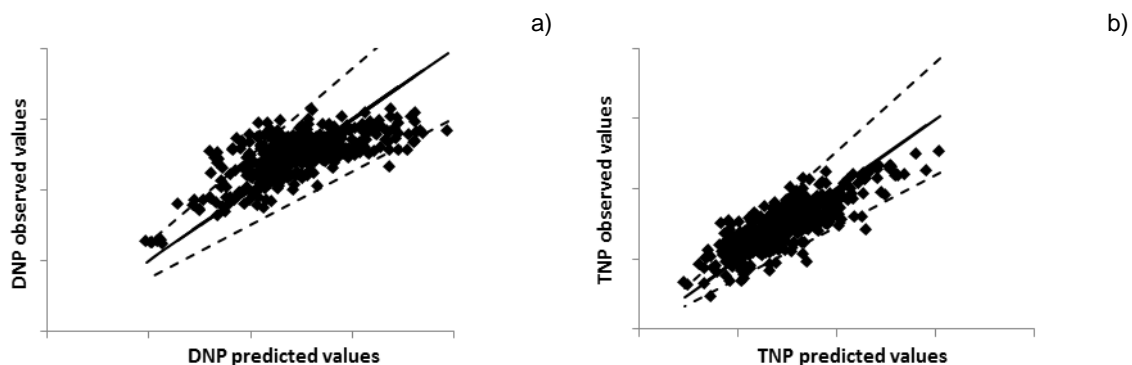 a)
DNP observed values
DNP predicted values
b)
TNP observed values
TNP predicted values